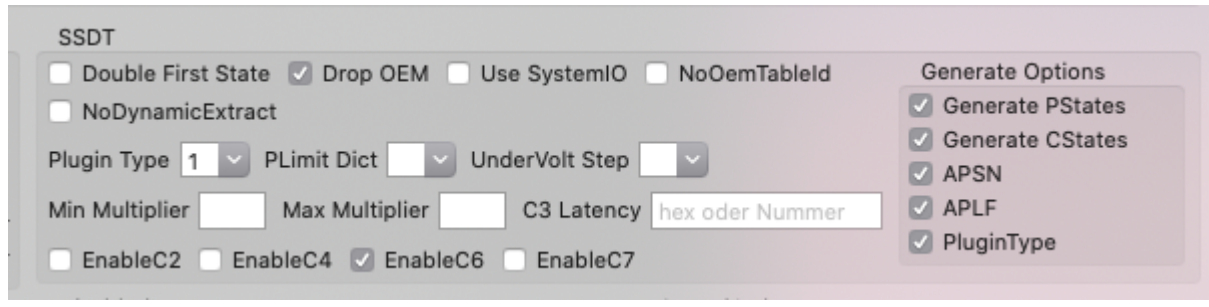 SSDT
Double First State Drop OEM Use SystemIO NoOemTableId
NoDynamicExtract
Plugin Type 1 PLimit Dict UnderVolt Step
Min Multiplier Max Multiplier C3 Latency hex oder Nummer
EnableC2 EnableC4 EnableC6 EnableC7
Generate Options
Generate PStates
Generate CStates
APSN
APLF
PluginType